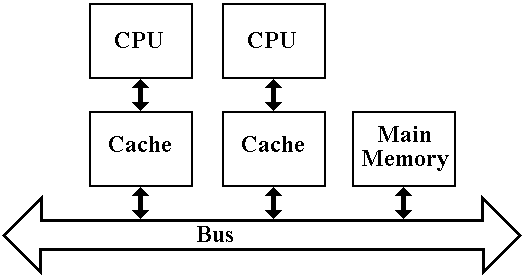 CPU
CPU
Cache
Cache
Main
Memory
Bus